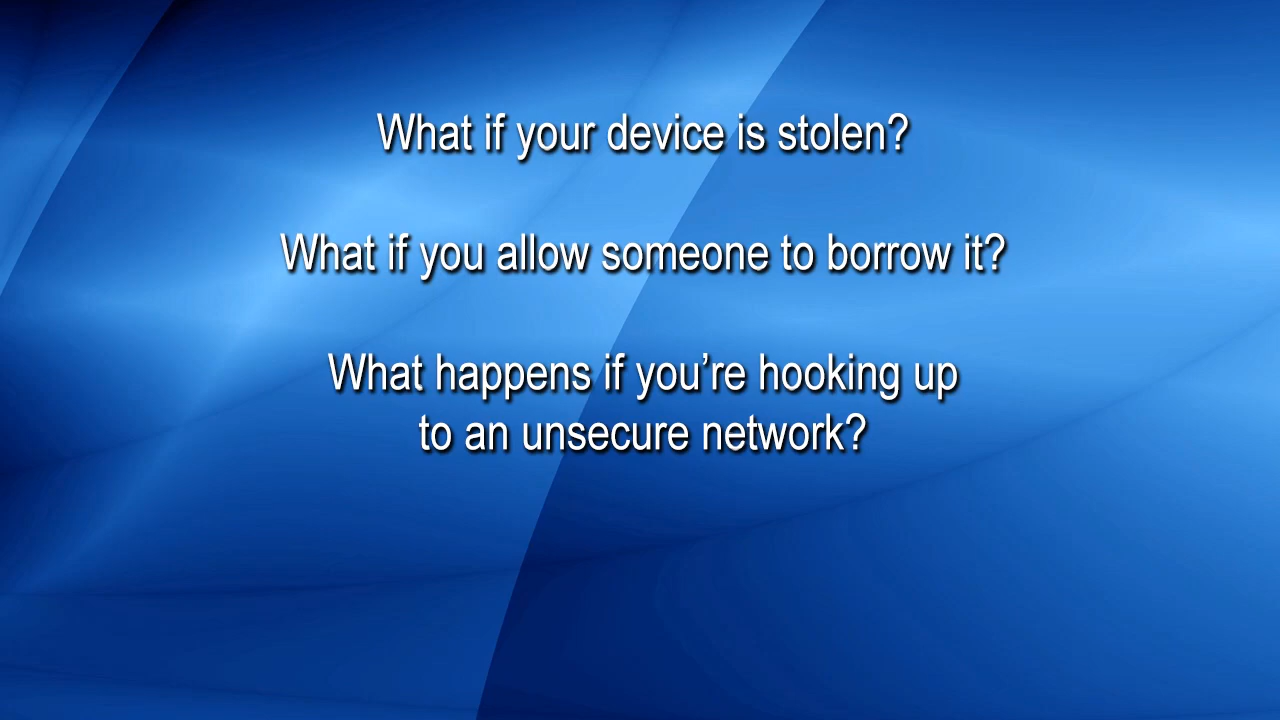 What if your device is stolen?
What if you allow someone to borrow it?
What happens if you’re hooking up
to an unsecure network?